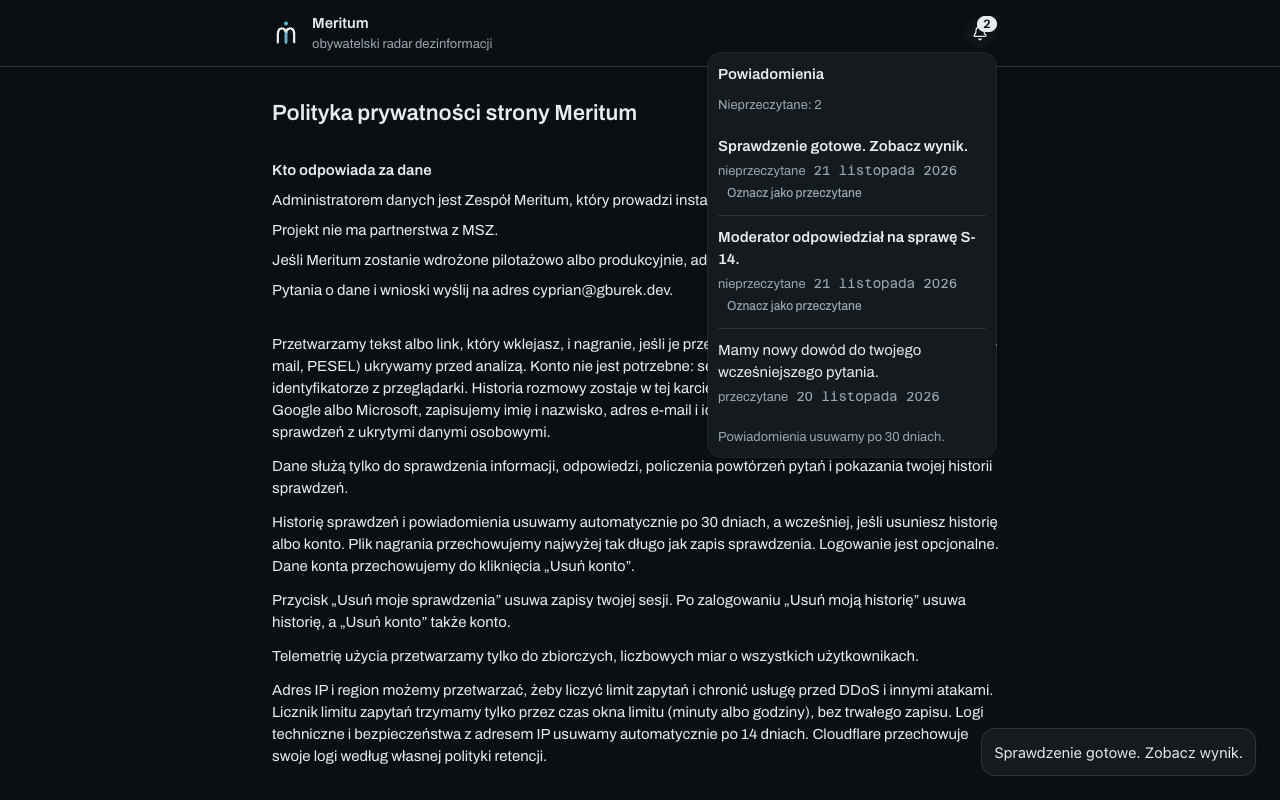 Meritum
obywatelski radar dezinformacji
2
Powiadomienia
Nieprzeczytane: 2
Sprawdzenie gotowe. Zobacz wynik.
nieprzeczytane 21 listopada 2026
Oznacz jako przeczytane
Moderator odpowiedział na sprawę S-
14.
nieprzeczytane 21 listopada 2026
Oznacz jako przeczytane
Mamy nowy dowód do twojego
wcześniejszego pytania.
przeczytane 20 listopada 2026
Powiadomienia usuwamy po 30 dniach.
Polityka prywatności strony Meritum
Kto odpowiada za dane
Administratorem danych jest Zespół Meritum, który prowadzi
Projekt nie ma partnerstwa z MSZ.
Jeśli Meritum zostanie wdrożone pilotażowo albo produkcyjnie,
Pytania o dane i wnioski wyślij na adres cyprian@gburek.dev.
Przetwarzamy tekst albo link, który wklejasz, i nagranie, jeśli je
mail, PESEL) ukrywamy przed analizą. Konto nie jest potrzebne:
identyfikatorze z przeglądarki. Historia rozmowy zostaje w tej
Google albo Microsoft, zapisujemy imię i nazwisko, adres e-mail i
sprawdzeń z ukrytymi danymi osobowymi.
Dane służą tylko do sprawdzenia informacji, odpowiedzi, policzenia powtórzeń pytań i pokazania twojej historii
sprawdzeń.
Historię sprawdzeń i powiadomienia usuwamy automatycznie po 30 dniach, a wcześniej, jeśli usuniesz historię
albo konto. Plik nagrania przechowujemy najwyżej tak długo jak zapis sprawdzenia. Logowanie jest opcjonalne.
Dane konta przechowujemy do kliknięcia „Usuń konto”.
Przycisk „Usuń moje sprawdzenia” usuwa zapisy twojej sesji. Po zalogowaniu „Usuń moją historię” usuwa
historię, a „Usuń konto” także konto.
Telemetrię użycia przetwarzamy tylko do zbiorczych, liczbowych miar o wszystkich użytkownikach.
Adres IP i region możemy przetwarzać, żeby liczyć limit zapytań i chronić usługę przed DDoS i innymi atakami.
Licznik limitu zapytań trzymamy tylko przez czas okna limitu (minuty albo godziny), bez trwałego zapisu. Logi
techniczne i bezpieczeństwa z adresem IP usuwamy automatycznie po 14 dniach. Cloudflare przechowuje
swoje logi według własnej polityki retencji.
Sprawdzenie gotowe. Zobacz wynik.